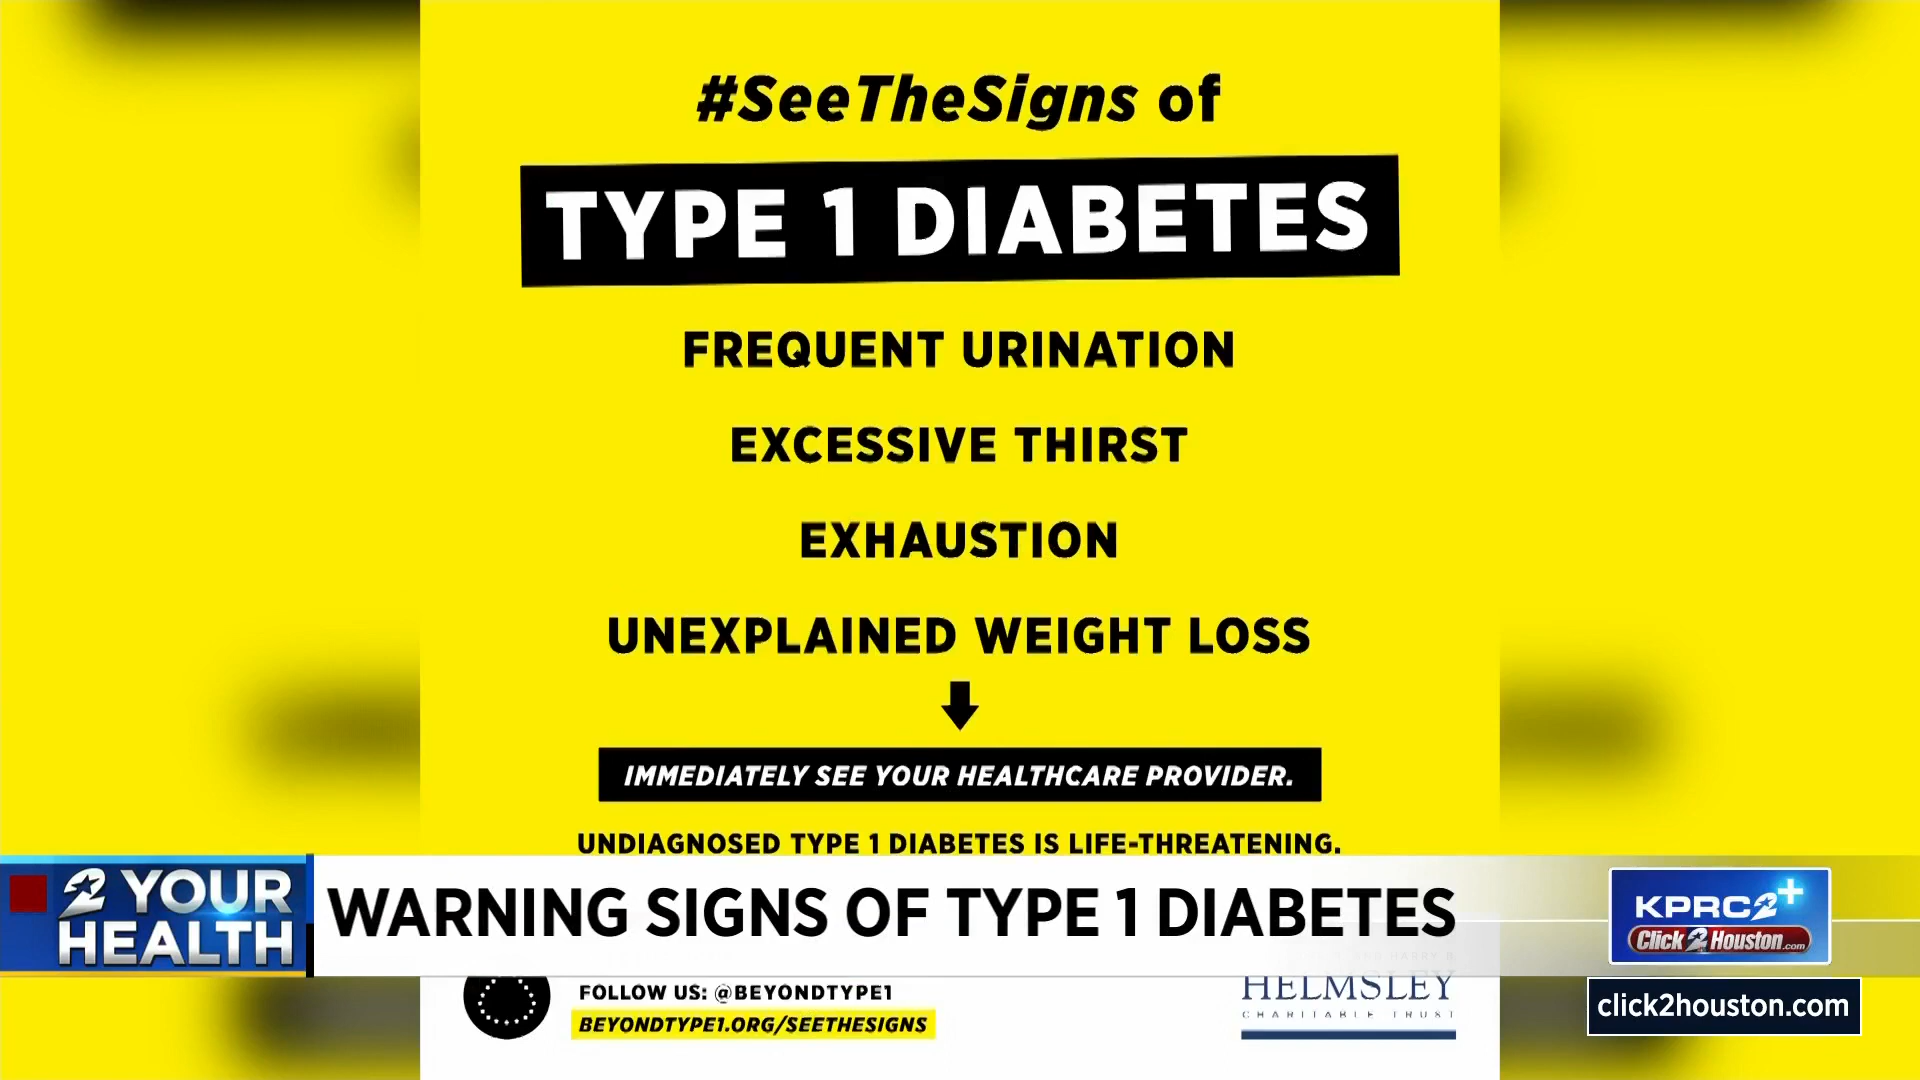 #SeeTheSigns of
TYPE 1 DIABETES
FREQUENT URINATION
EXCESSIVE THIRST
EXHAUSTION
UNEXPLAINED WEIGHT LOSS
IMMEDIATELY SEE YOUR HEALTHCARE PROVIDER.
UNDIAGNOSED TYPE 1 DIABETES IS LIFE-THREATENING.
2 YOUR
HEALTH
WARNING SIGNS OF TYPE 1 DIABETES
KPRC2+
Click2Houston.com
FOLLOW US: @BEYONDTYPE1
BEYONDTYPE1.ORG/SEETHESIGNS
HELMSLEY
CHARITABLE TRUST
click2houston.com